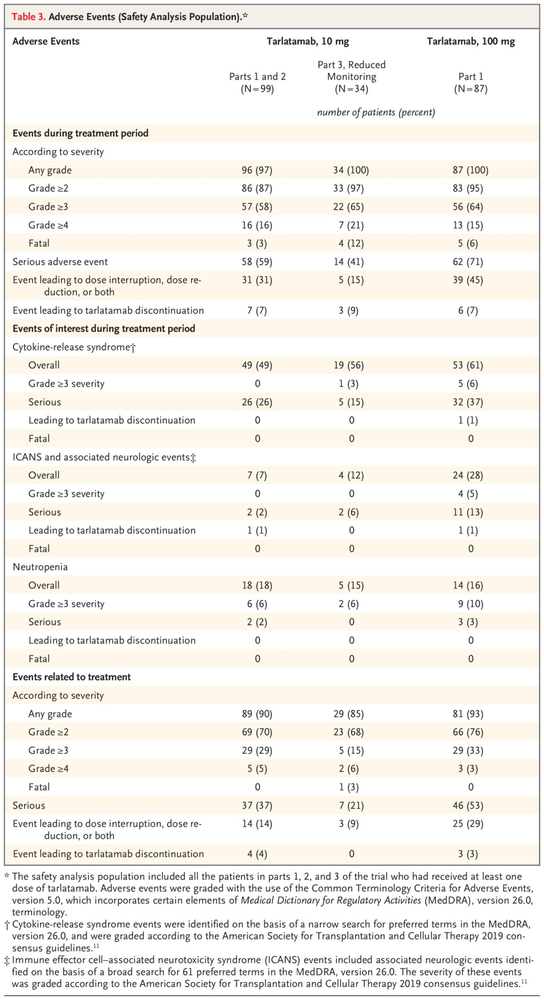 Table 3. Adverse Events (Safety Analysis Population).*
Adverse Events Tarlatamab, 10 mg Tarlatamab, 100 mg
Parts 1 and 2 (N=99) Part 3, Reduced Monitoring (N=34) Part 1 (N=87)
number of patients (percent)
Events during treatment period
According to severity
Any grade 96 (97) 34 (100) 87 (100)
Grade ≥2 86 (87) 33 (97) 83 (95)
Grade ≥3 57 (58) 22 (65) 56 (64)
Grade ≥4 16 (16) 7 (21) 13 (15)
Fatal 3 (3) 4 (12) 5 (6)
Serious adverse event 58 (59) 14 (41) 62 (71)
Event leading to dose interruption, dose re- 31 (31) 5 (15) 39 (45)
duction, or both
Event leading to tarlatamab discontinuation 7 (7) 3 (9) 6 (7)
Events of interest during treatment period
Cytokine-release syndrome†
Overall 49 (49) 19 (56) 53 (61)
Grade ≥3 severity 0 1 (3) 5 (6)
Serious 26 (26) 5 (15) 32 (37)
Leading to tarlatamab discontinuation 0 0 1 (1)
Fatal 0 0 0
ICANS and associated neurologic events‡
Overall 7 (7) 4 (12) 24 (28)
Grade ≥3 severity 0 0 4 (5)
Serious 2 (2) 2 (6) 11 (13)
Leading to tarlatamab discontinuation 1 (1) 0 1 (1)
Fatal 0 0 0
Neutropenia
Overall 18 (18) 5 (15) 14 (16)
Grade ≥3 severity 6 (6) 2 (6) 9 (10)
Serious 2 (2) 0 3 (3)
Leading to tarlatamab discontinuation 0 0 0
Fatal 0 0 0
Events related to treatment
According to severity
Any grade 89 (90) 29 (85) 81 (93)
Grade ≥2 69 (70) 23 (68) 66 (76)
Grade ≥3 29 (29) 5 (15) 29 (33)
Grade ≥4 5 (5) 2 (6) 3 (3)
Fatal 0 1 (3) 0
Serious 37 (37) 7 (21) 46 (53)
Event leading to dose interruption, dose re- 14 (14) 3 (9) 25 (29)
duction, or both
Event leading to tarlatamab discontinuation 4 (4) 0 3 (3)
* The safety analysis population included all the patients in parts 1, 2, and 3 of the trial who had received at least one
dose of tarlatamab. Adverse events were graded with the use of the Common Terminology Criteria for Adverse Events,
version 5.0, which incorporates certain elements of Medical Dictionary for Regulatory Activities (MedDRA), version 26.0,
terminology.
† Cytokine-release syndrome events were identified on the basis of a narrow search for preferred terms in the MedDRA,
version 26.0, and were graded according to the American Society for Transplantation and Cellular Therapy 2019 con-
sensus guidelines.11
‡ Immune effector cell–associated neurotoxicity syndrome (ICANS) events included associated neurologic events identi-
fied on the basis of a broad search for 61 preferred terms in the MedDRA, version 26.0. The severity of these events
was graded according to the American Society for Transplantation and Cellular Therapy 2019 consensus guidelines.11